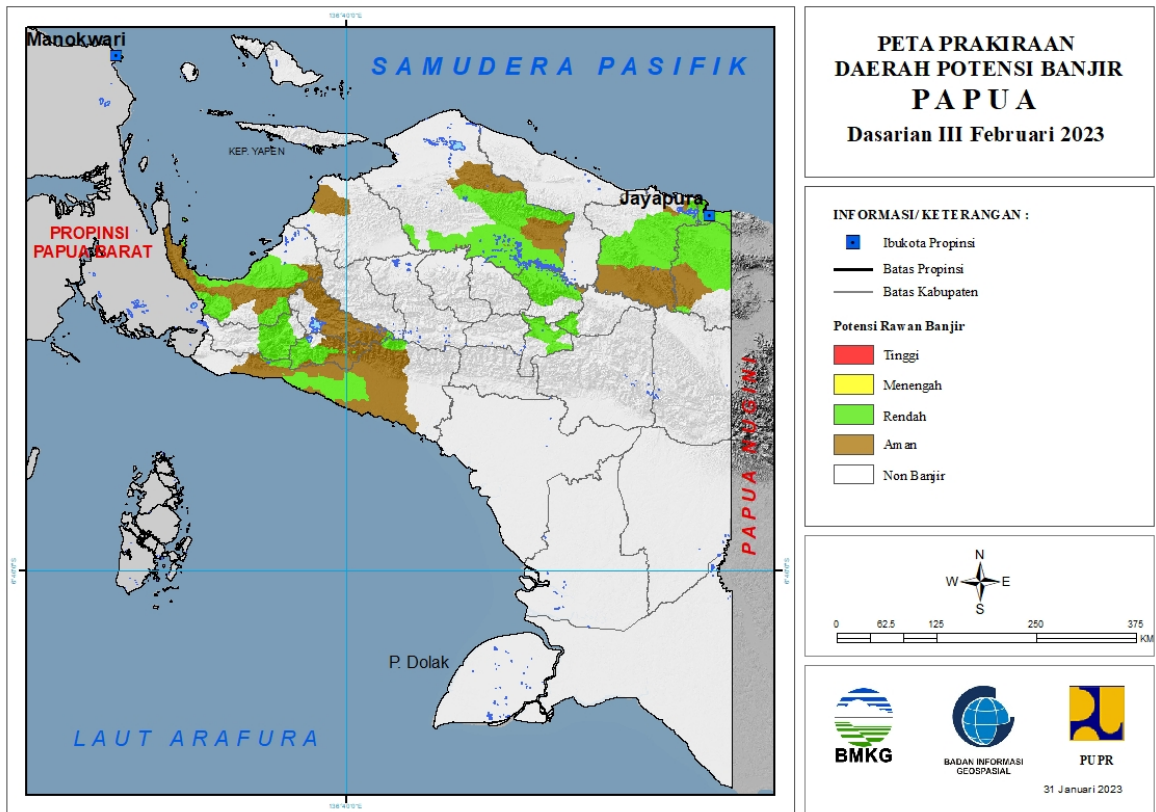 PETA PRAKIRAAN
DAERAH POTENSI BANJIR
PAPUA
Dasarian III Februari 2023
INFORMASI/ KETERANGAN :
Ibukota Propinsi
Batas Propinsi
Batas Kabupaten
Potensi Rawan Banjir
Tinggi
Menengah
Rendah
Aman
Non Banjir
N
W E
S
0 62.5 125 250 375
KM
BMKG
BADAN INFORMASI
GEOSPASIAL
PUPR
31 Januari 2023
Manokwari
SAMUDERA PASIFIK
KEP. YAPEN
Jayapura
PROPINSI
PAPUA BARAT
PAPUA NUGINI
P. Dolak
LAUT ARAFURA